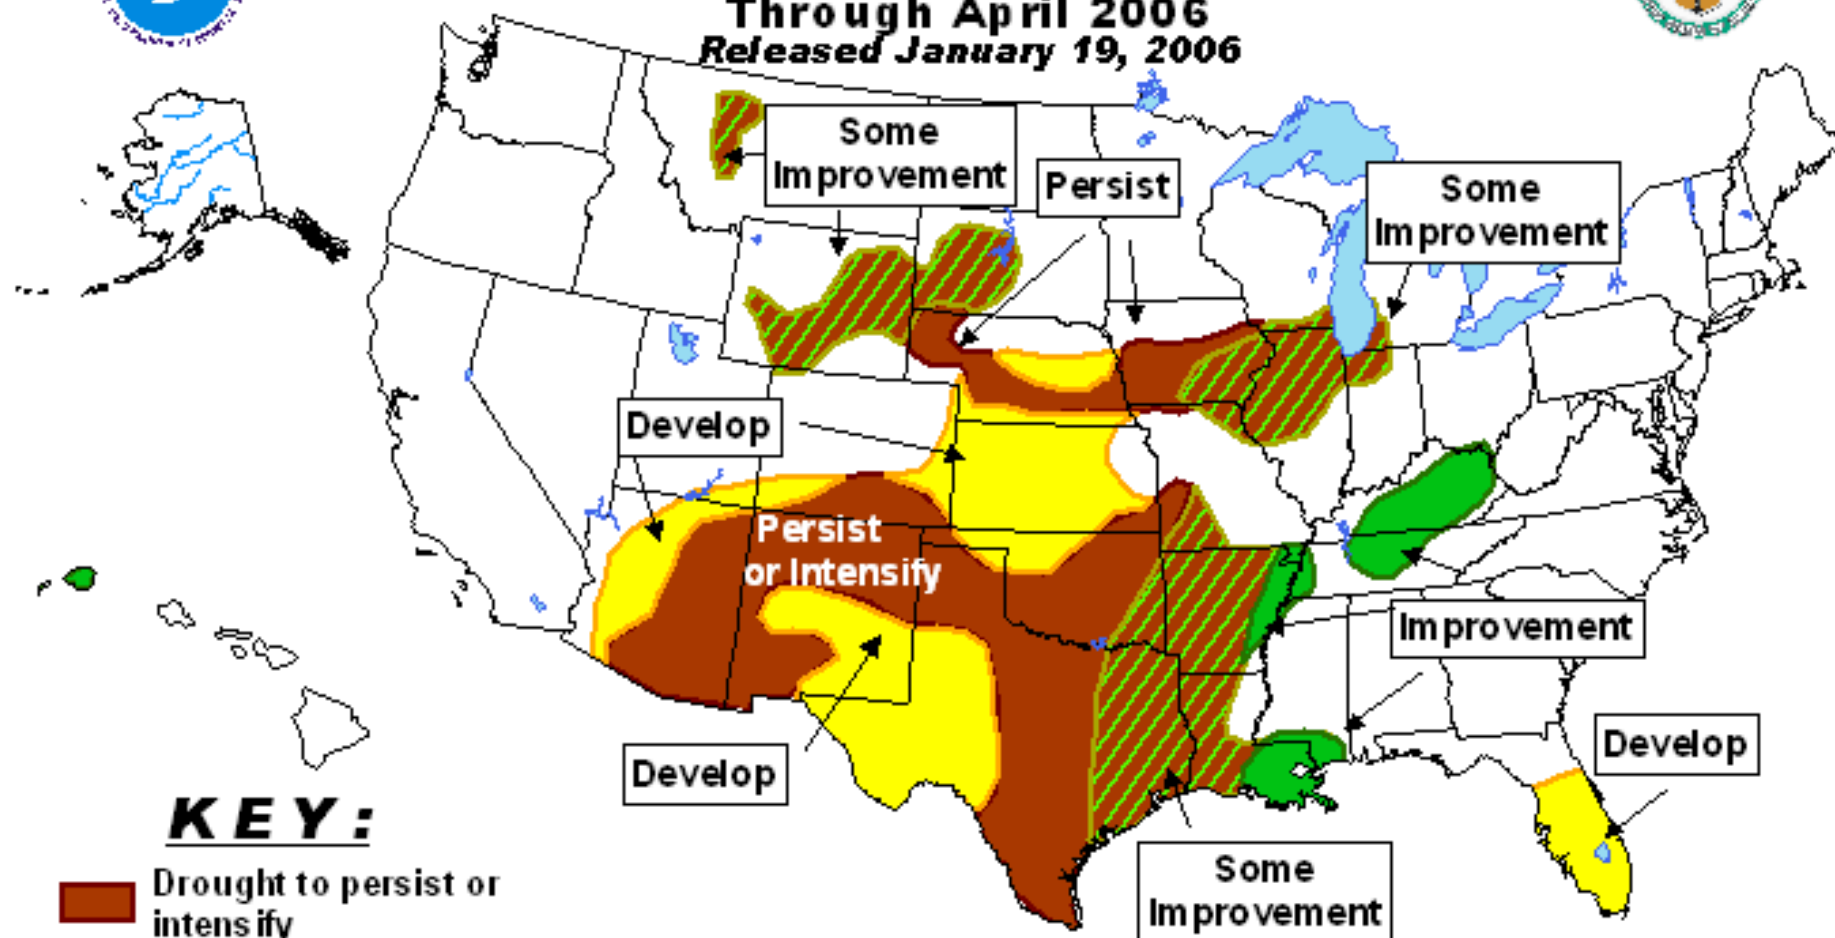 Through April 2006
Released January 19, 2006
Some
Improvement
Persist
Some
Improvement
Develop
Persist
or Intensify
Improvement
Develop
Develop
Some
Improvement
KEY:
Drought to persist or
intensify